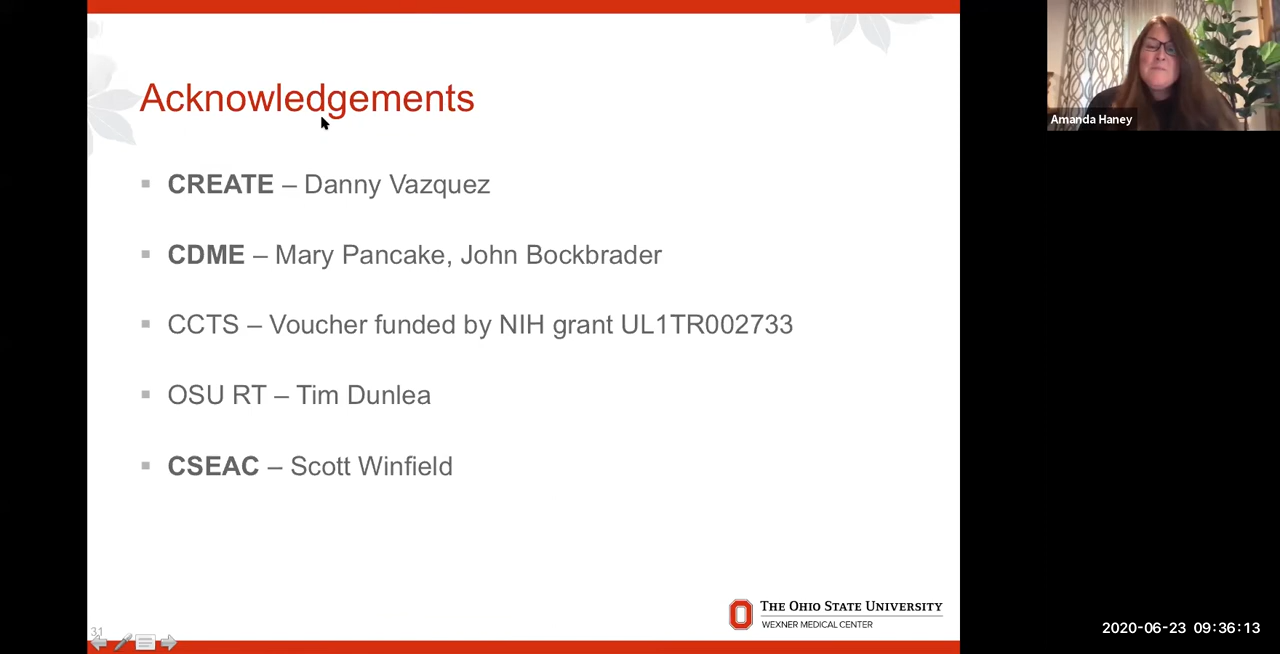 Acknowledgements
CREATE – Danny Vazquez
CDME – Mary Pancake, John Bockbrader
CCTS – Voucher funded by NIH grant UL1TR002733
OSU RT – Tim Dunlea
CSEAC – Scott Winfield
THE OHIO STATE UNIVERSITY
WEXNER MEDICAL CENTER
31
Amanda Haney
2020-06-23 09:36:13